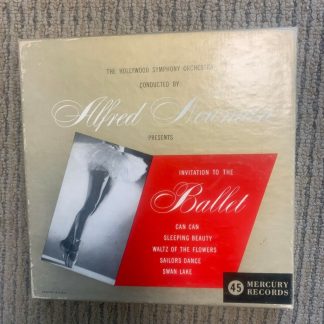 THE HOLLYWOOD SYMPHONY ORCHESTRA
CONDUCTED BY
Alfred
PRESENTS
INVITATION TO THE
Ballet
CAN CAN
SLEEPING BEAUTY
WALTZ OF THE FLOWERS
SAILORS DANCE
SWAN LAKE
45 MERCURY
RECORDS